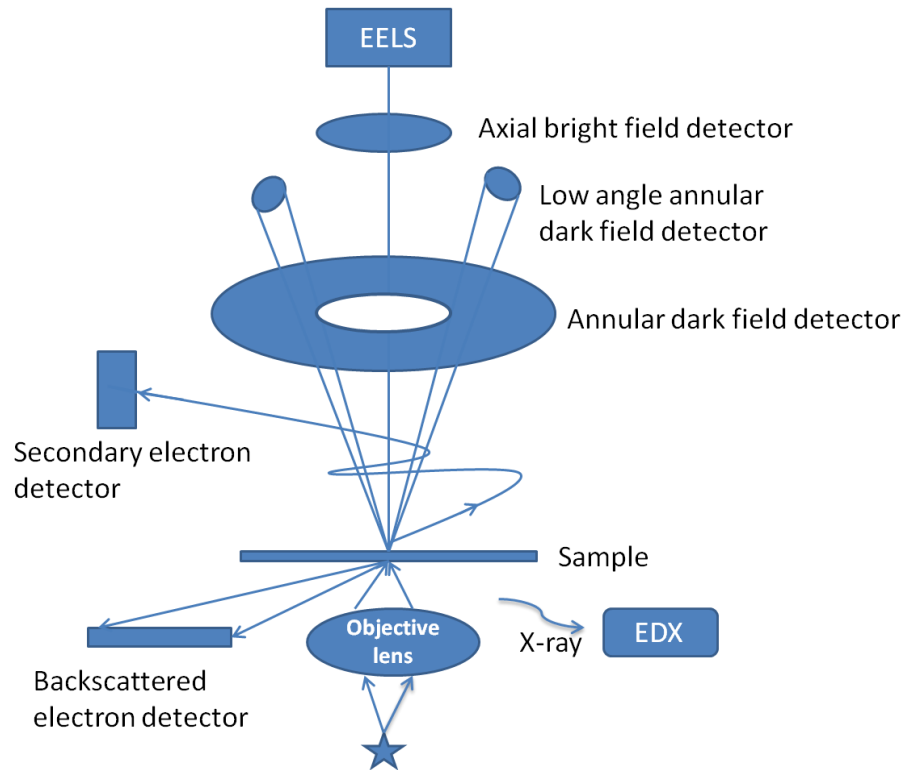 EELS
Axial bright field detector
Low angle annular
dark field detector
Annular dark field detector
Secondary electron
detector
Sample
Objective
lens
X-ray
EDX
Backscattered
electron detector